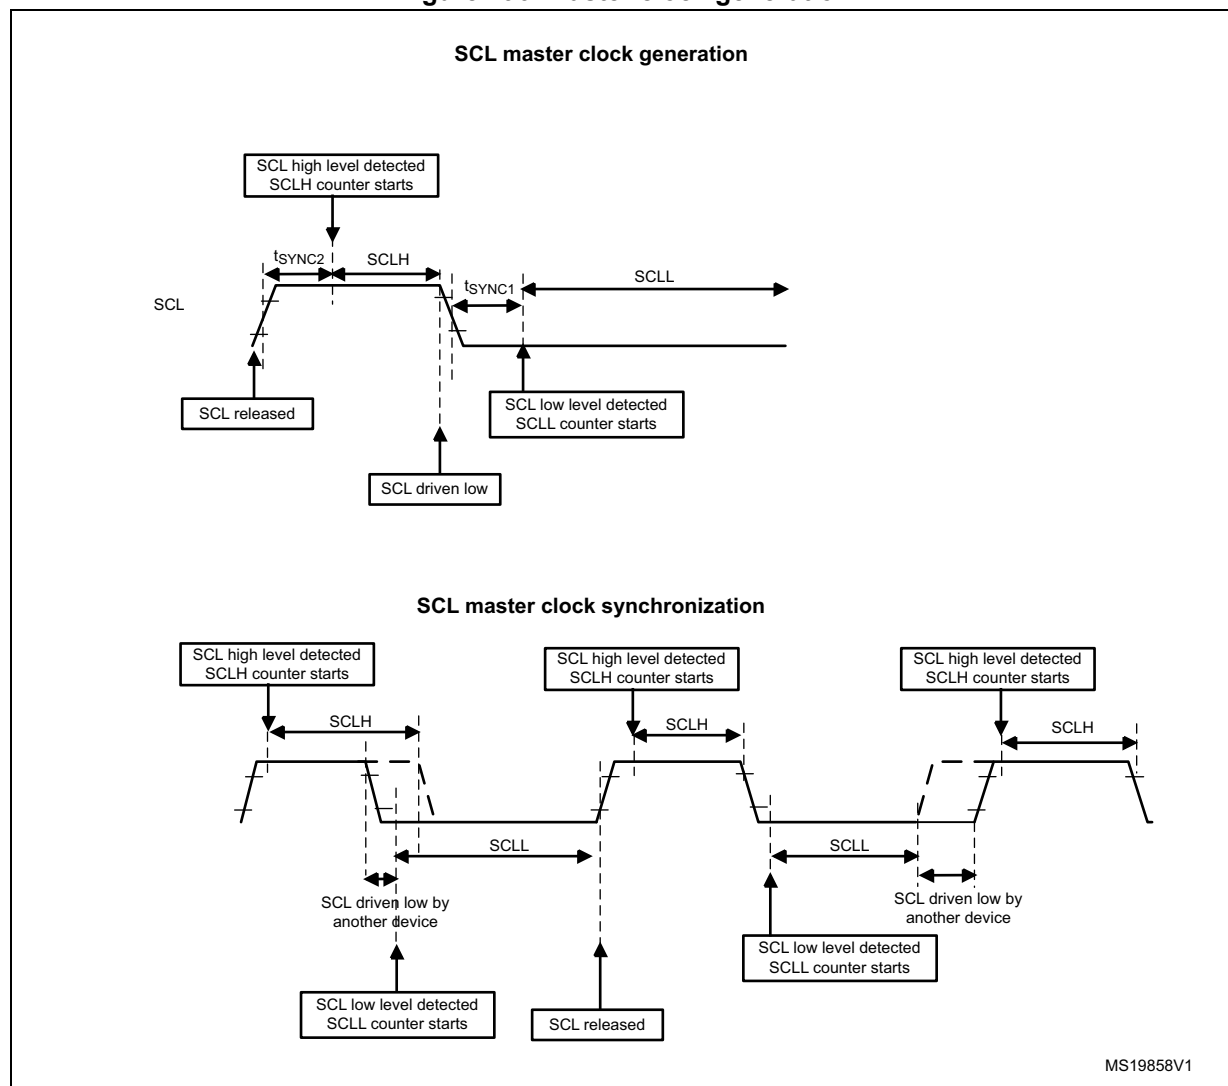 SCL master clock generation
SCL high level detected
SCLH counter starts
tSYNC2
SCLH
tSYNC1
SCLL
SCL
SCL released
SCL low level detected
SCLL counter starts
SCL driven low
SCL master clock synchronization
SCL high level detected
SCLH counter starts
SCL high level detected
SCLH counter starts
SCL high level detected
SCLH counter starts
SCLH
SCLH
SCLH
SCLL
SCLL
SCL driven low by
another device
SCL driven low by
another device
SCL low level detected
SCLL counter starts
SCL low level detected
SCLL counter starts
SCL released
MS19858V1